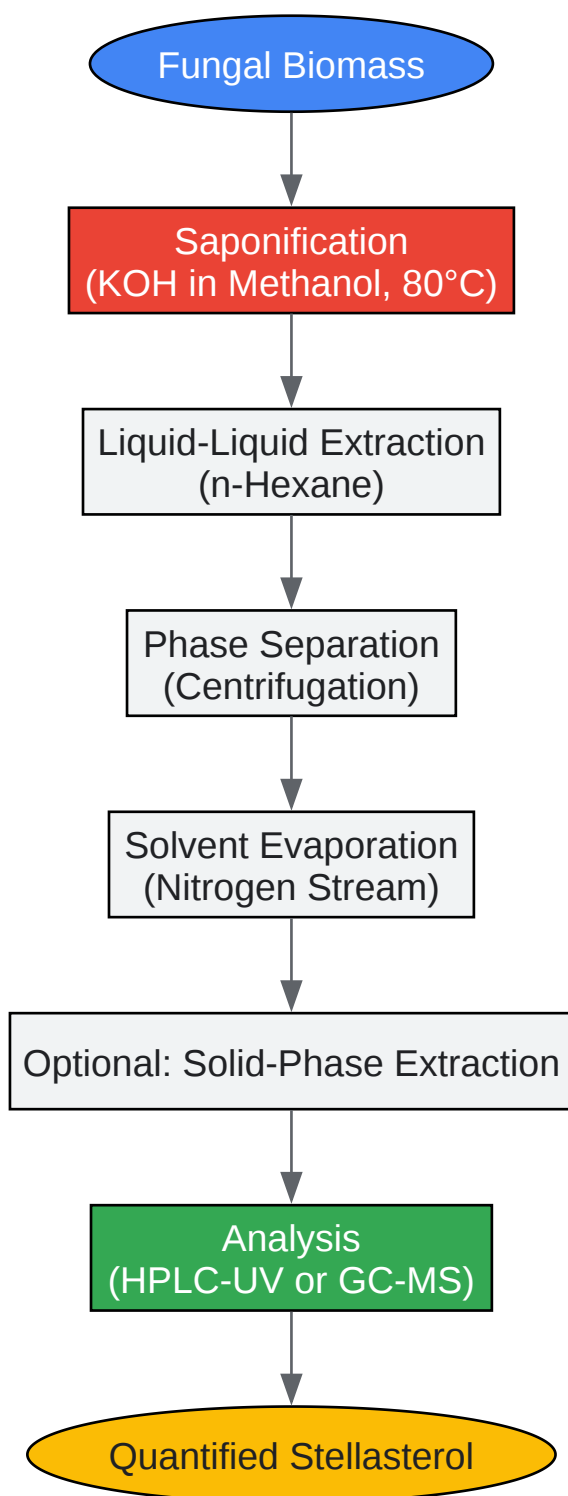 Fungal Biomass
Saponification
(KOH in Methanol, 80°C)
Liquid-Liquid Extraction
(n-Hexane)
Phase Separation
(Centrifugation)
Solvent Evaporation
(Nitrogen Stream)
Optional: Solid-Phase Extraction
Analysis
(HPLC-UV or GC-MS)
Quantified Stellasterol